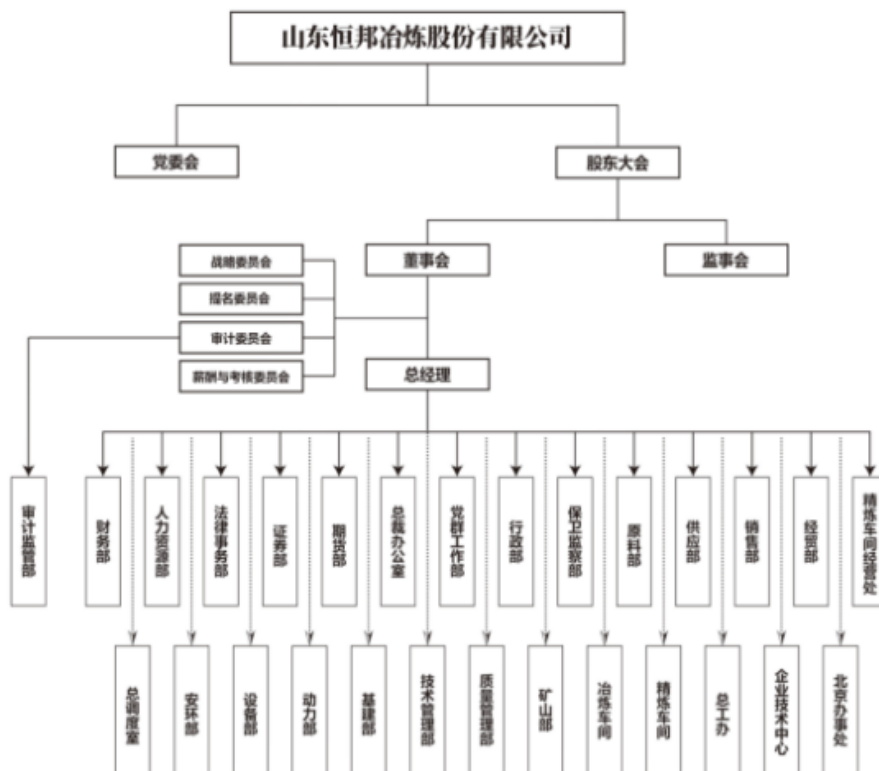 山东恒邦冶炼股份有限公司
党委会
股东大会
战略委员会
董事会
监事会
提名委员会
审计委员会
薪酬与考核委员会
总经理
审计监管部
财务部
人力资源部
法律事务部
证券部
期货部
总裁办公室
党群工作部
行政部
保卫监察部
原料部
供应部
销售部
经贸部
精炼车间经营处
总调度室
安环部
设备部
动力部
基建部
技术管理部
质量管理部
矿山部
冶炼车间
精炼车间
总工办
企业技术中心
北京办事处